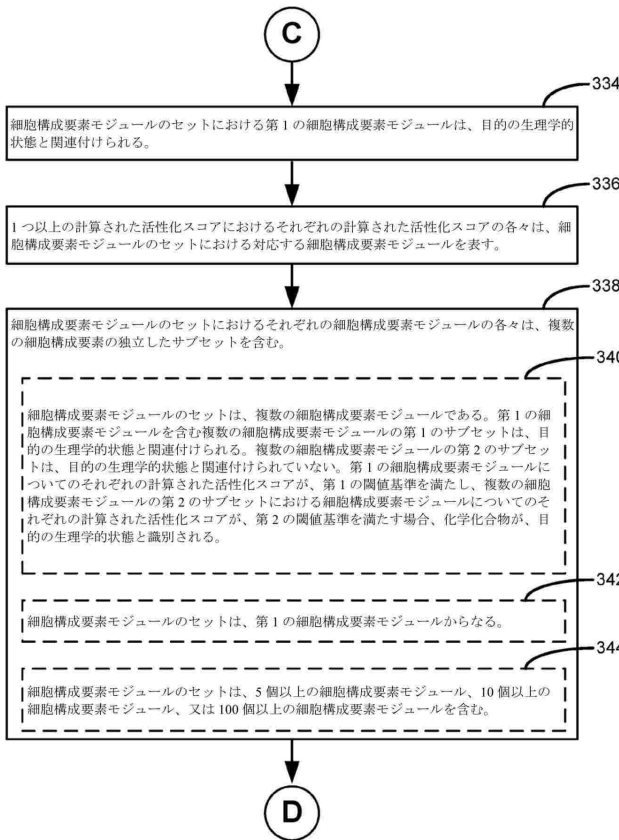 C
334
細胞構成要素モジュールのセットにおける第1の細胞構成要素モジュールは、目的の生理学的
状態と関連付けられる。
336
1つ以上の計算された活性化スコアにおけるそれぞれの計算された活性化スコアの各々は、細
胞構成要素モジュールのセットにおける対応する細胞構成要素モジュールを表す。
338
細胞構成要素モジュールのセットにおけるそれぞれの細胞構成要素モジュールの各々は、複数
の細胞構成要素の独立したサブセットを含む。
340
細胞構成要素モジュールのセットは、複数の細胞構成要素モジュールである。第1の細
胞構成要素モジュールを含む複数の細胞構成要素モジュールの第1のサブセットは、目
的の生理学的状態と関連付けられる。複数の細胞構成要素モジュールの第2のサブセッ
トは、目的の生理学的状態と関連付けられていない。第1の細胞構成要素モジュールに
ついてのそれぞれの計算された活性化スコアが、第1の閾値基準を満たし、複数の細胞
構成要素モジュールの第2のサブセットにおける細胞構成要素モジュールについてのそ
れぞれの計算された活性化スコアが、第2の閾値基準を満たす場合、化学化合物が、目
的の生理学的状態と識別される。
342
細胞構成要素モジュールのセットは、第1の細胞構成要素モジュールからなる。
344
細胞構成要素モジュールのセットは、5個以上の細胞構成要素モジュール、10個以上の
細胞構成要素モジュール、又は100個以上の細胞構成要素モジュールを含む。
D